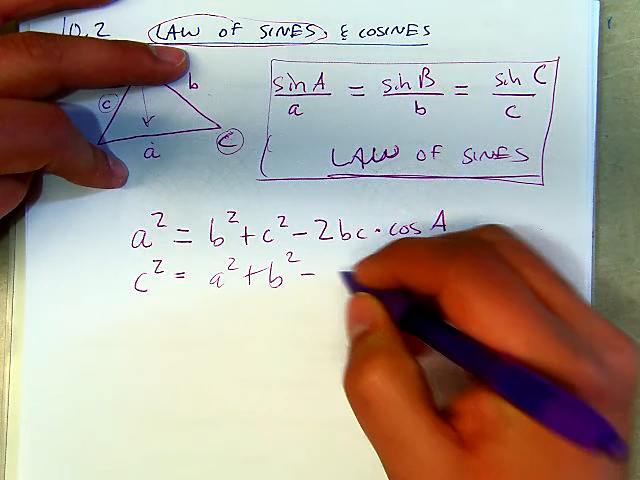 10.2 LAW OF SINES & COSINES
c b
a C
sin A / a = sin B / b = sin C / c
LAW OF SINES
a² = b² + c² - 2bc · cos A
c² = a² + b² -